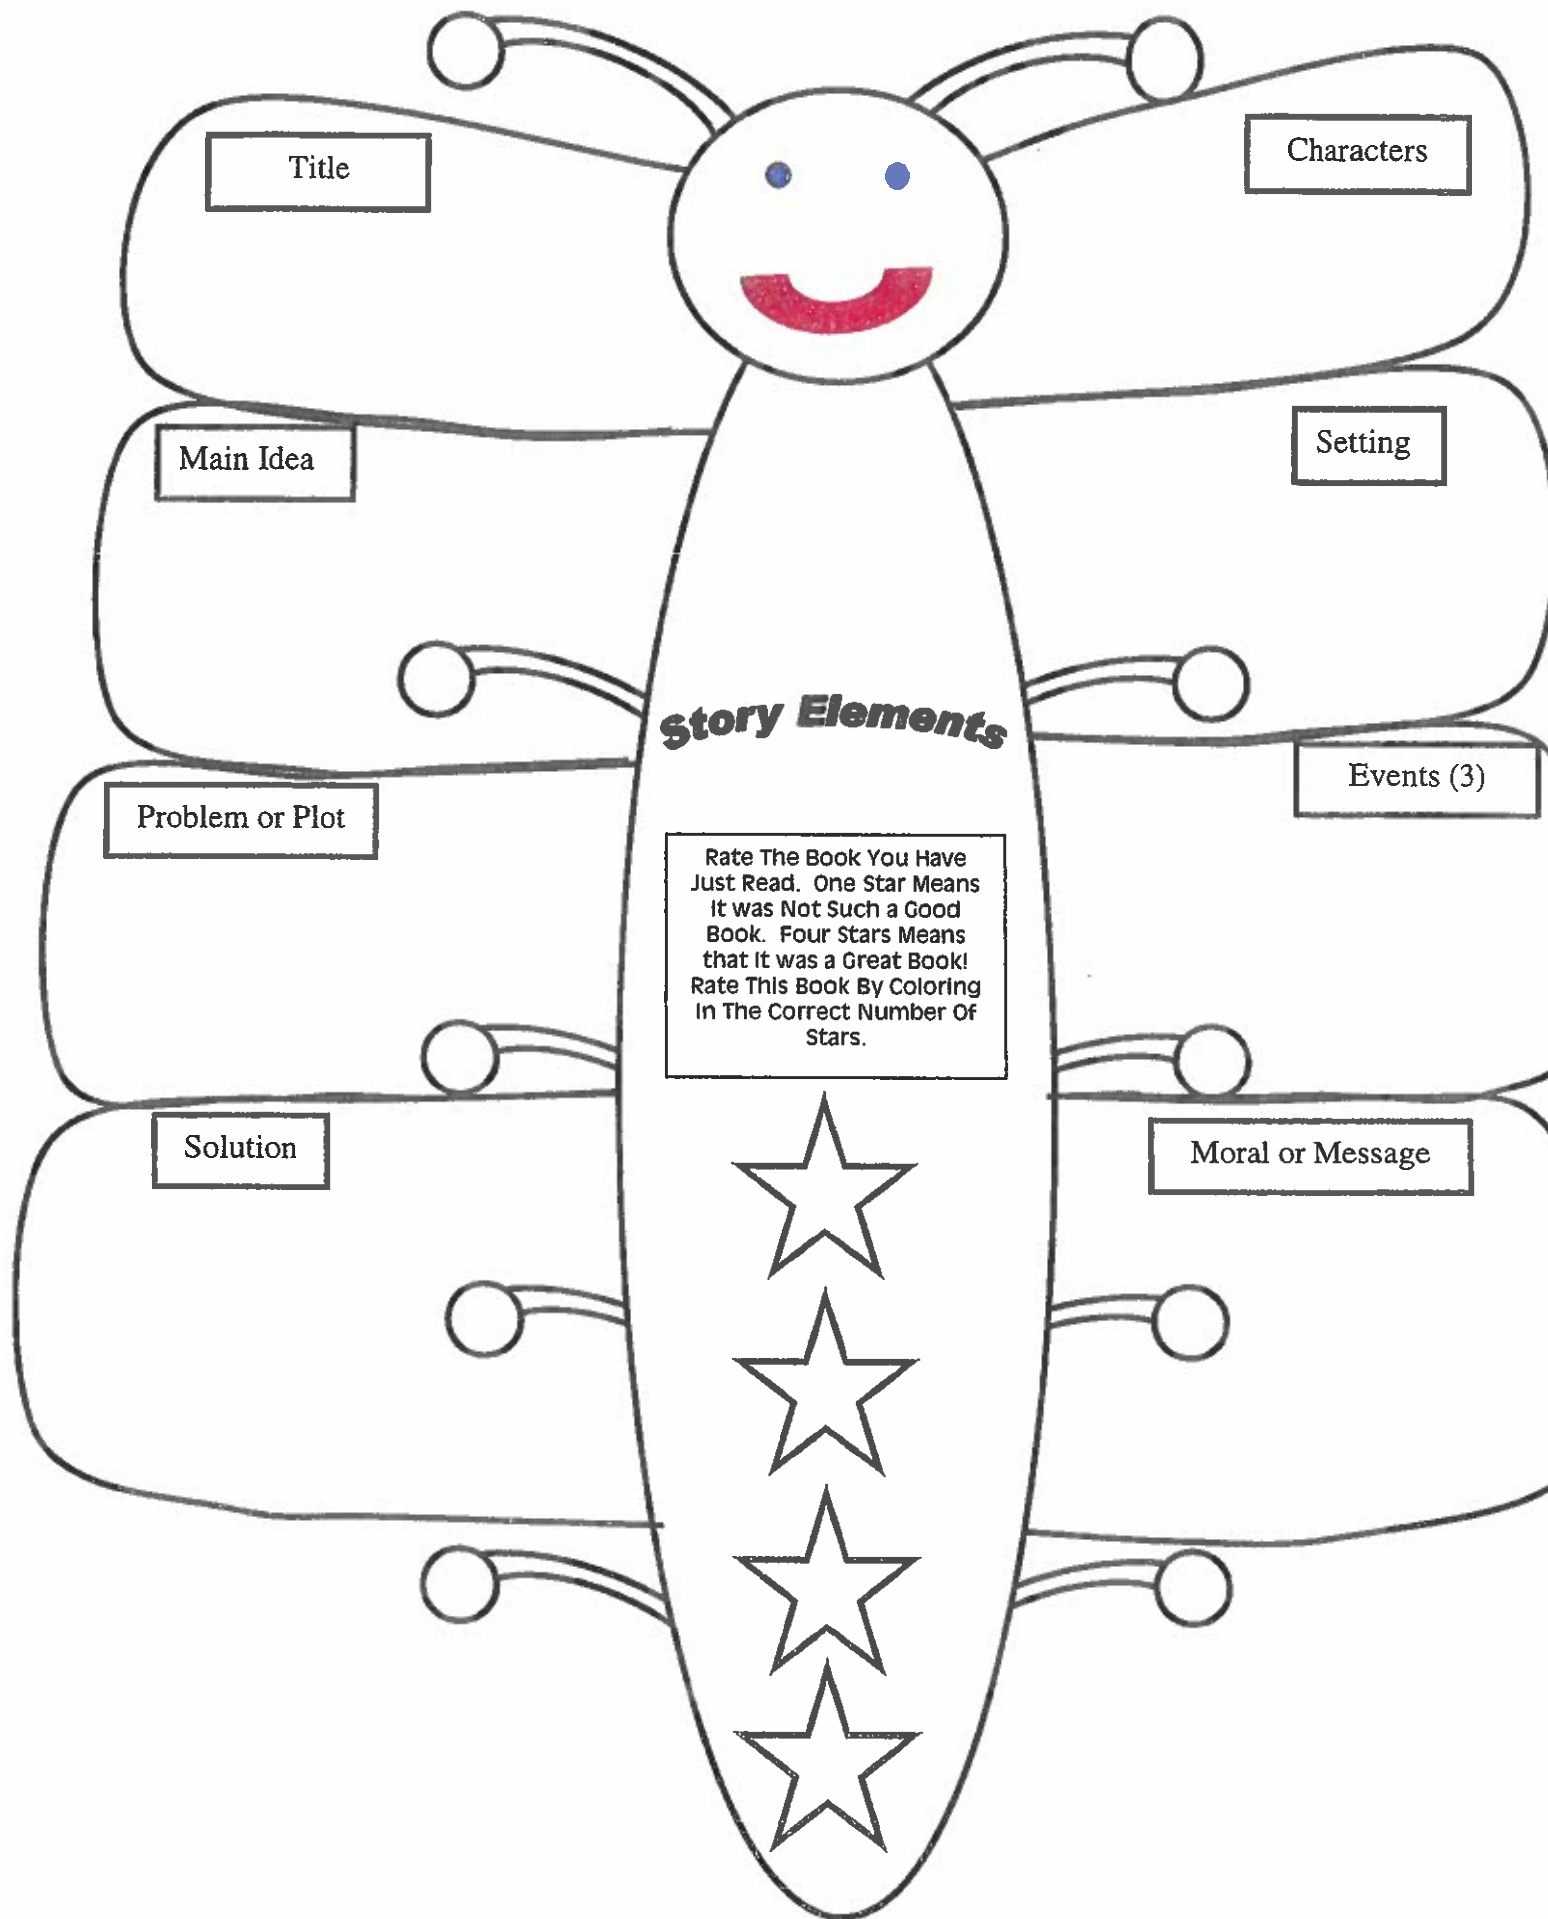 Title
Characters
Main Idea
Setting
Story Elements
Problem or Plot
Events (3)
Rate The Book You Have
Just Read. One Star Means
It was Not Such a Good
Book. Four Stars Means
that It was a Great Book!
Rate This Book By Coloring
In The Correct Number Of
Stars.
Solution
Moral or Message